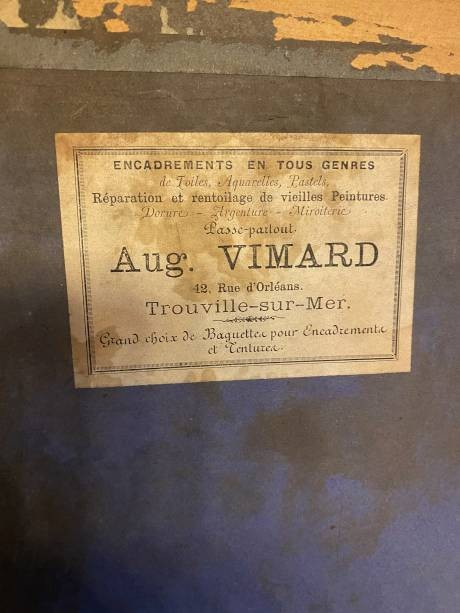 ENCADREMENTS EN TOUS GENRES
de Toiles, Aquarelles, Pastels,
Réparation et rentoilage de vieilles Peintures.
Dorure - Argenture - Miroiterie
Passe-partout.
Aug. VIMARD
42. Rue d'Orléans.
Trouville-sur-Mer.
Grand choix de Baguettes pour Encadrements
et Tentures.